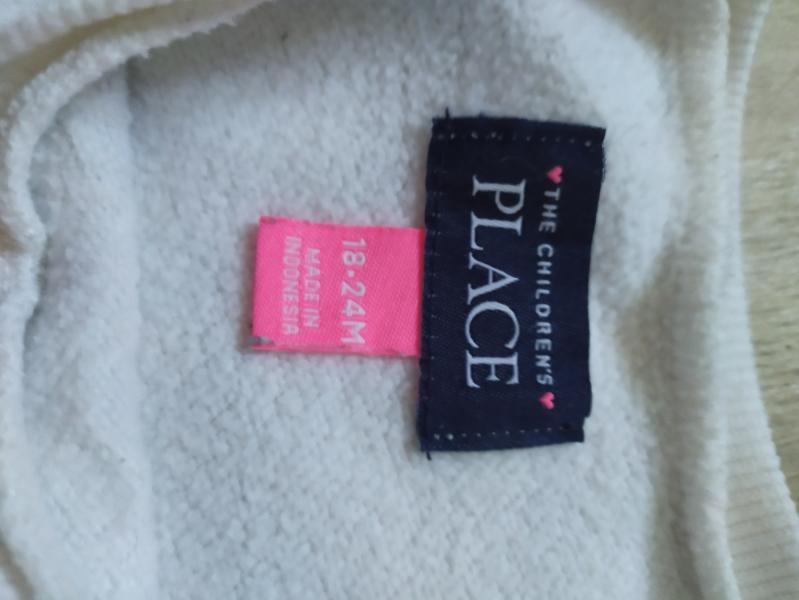 THE CHILDREN'S
PLACE
18-24M
MADE IN
INDONESIA